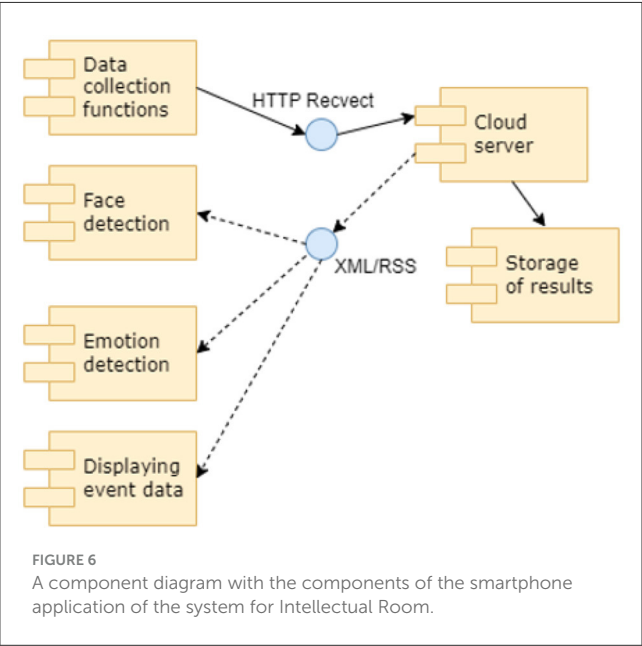 Data
collection
functions
HTTP Recvect
Cloud
server
Face
detection
XML/RSS
Storage
of results
Emotion
detection
Displaying
event data
FIGURE 6
A component diagram with the components of the smartphone
application of the system for Intellectual Room.